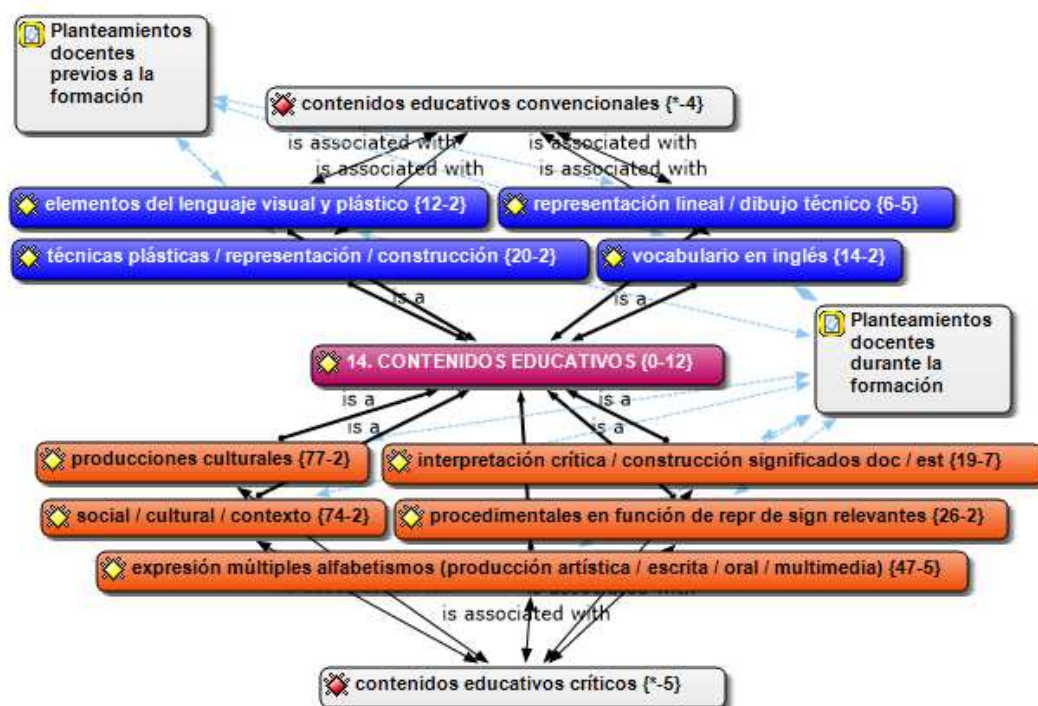 Planteamientos
docentes
previos a la
formación
contenidos educativos convencionales {*-4}
is associated with
is associated with
is associated with
is associated with
elementos del lenguaje visual y plástico {12-2}
representación lineal / dibujo técnico {6-5}
técnicas plásticas / representación / construcción {20-2}
vocabulario en inglés {14-2}
is a
is a
Planteamientos
docentes
durante la
formación
14. CONTENIDOS EDUCATIVOS {0-12}
is a
is a
is a
is a
producciones culturales {77-2}
interpretación crítica / construcción significados doc / est {19-7}
social / cultural / contexto {74-2}
procedimentales en función de repr de sign relevantes {26-2}
expresión múltiples alfabetismos (producción artística / escrita / oral / multimedia) {47-5}
is associated with
contenidos educativos críticos {*-5}